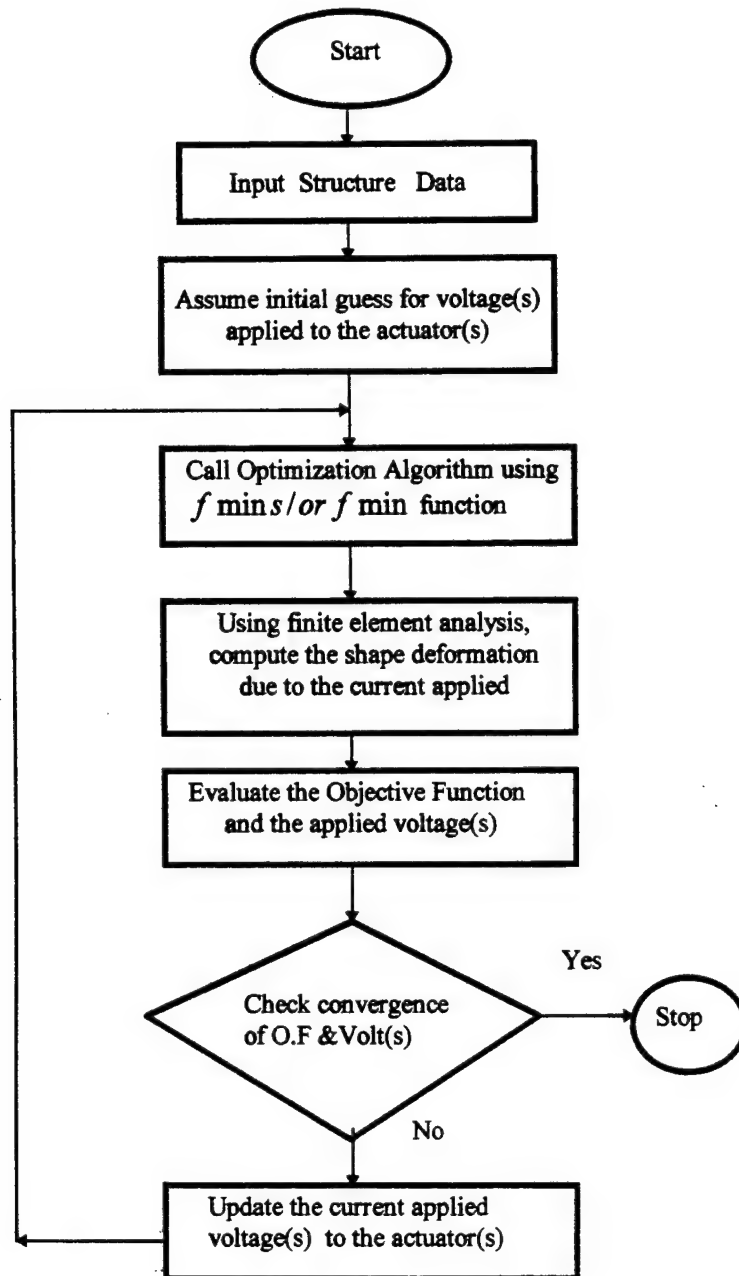 Start
Input Structure Data
Assume initial guess for voltage(s)
applied to the actuator(s)
Call Optimization Algorithm using
f min s / or f min function
Using finite element analysis,
compute the shape deformation
due to the current applied
Evaluate the Objective Function
and the applied voltage(s)
Yes
Check convergence
of O.F &Volt(s)
Stop
No
Update the current applied
voltage(s) to the actuator(s)